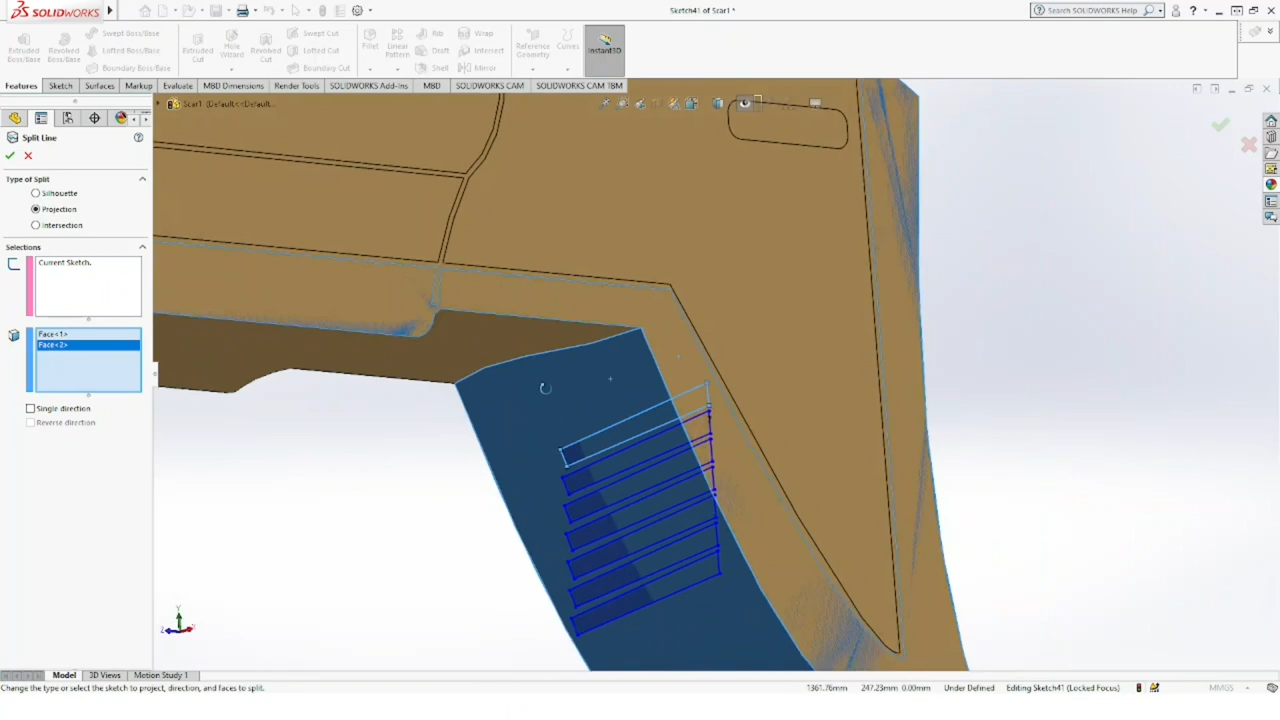 SOLIDWORKS
Sketch41 of Scar1 *
Search SOLIDWORKS Help
Extruded Boss/Base
Revolved Boss/Base
Swept Boss/Base
Lofted Boss/Base
Boundary Boss/Base
Extruded Cut
Hole Wizard
Revolved Cut
Swept Cut
Lofted Cut
Boundary Cut
Fillet
Linear Pattern
Rib
Draft
Shell
Wrap
Intersect
Mirror
Reference Geometry
Curves
Instant3D
Features
Sketch
Surfaces
Markup
Evaluate
MBD Dimensions
Render Tools
SOLIDWORKS Add-Ins
MBD
SOLIDWORKS CAM
SOLIDWORKS CAM TBM
Scar1 (Default<<Default...
Split Line
Type of Split
Silhouette
Projection
Intersection
Selections
Current Sketch.
Face<1>
Face<2>
Single direction
Reverse direction
Y
Z
Model
3D Views
Motion Study 1
Change the type or select the sketch to project, direction, and faces to split.
1361.76mm
247.23mm 0.00mm
Under Defined
Editing Sketch41 (Locked Focus)
MMGS